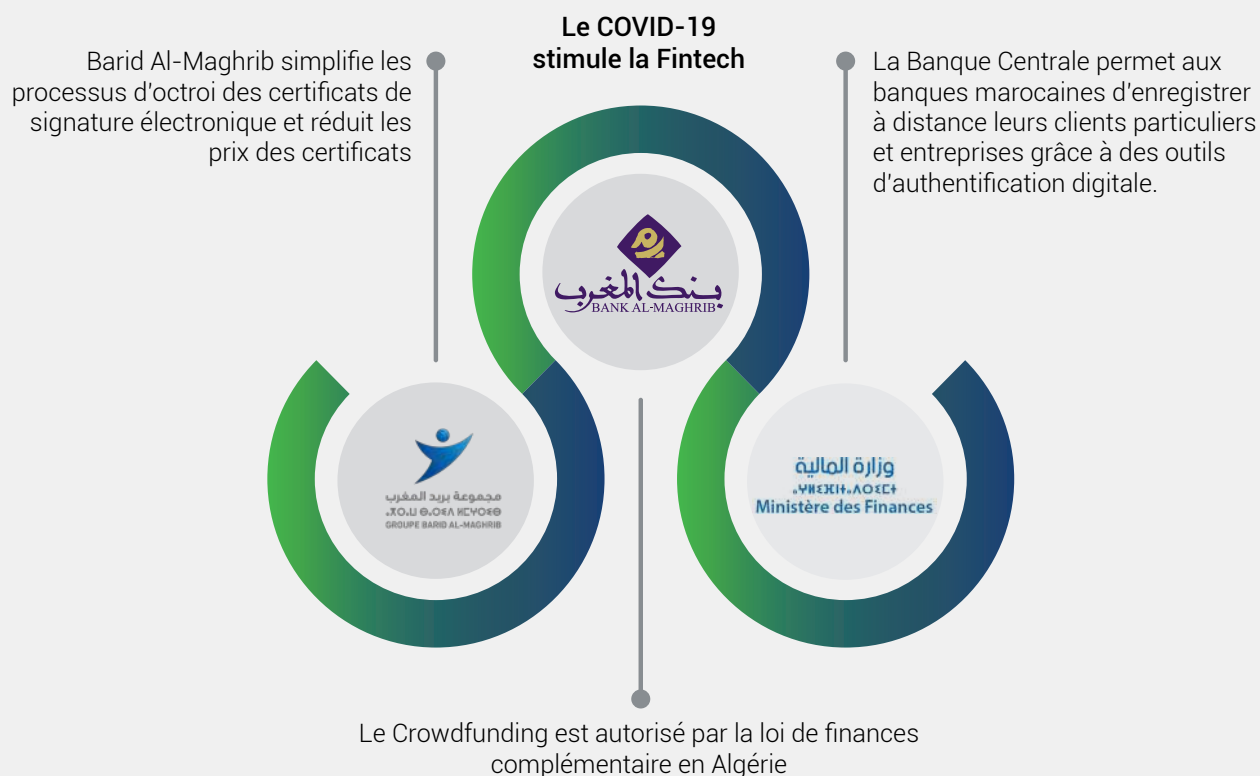 Le COVID-19
stimule la Fintech
Barid Al-Maghrib simplifie les
processus d'octroi des certificats de
signature électronique et réduit les
prix des certificats
La Banque Centrale permet aux
banques marocaines d'enregistrer
à distance leurs clients particuliers
et entreprises grâce à des outils
d'authentification digitale.
بنك المغرب
BANK AL-MAGHRIB
مجموعة بريد المغرب
GROUPE BARID AL-MAGHRIB
وزارة المالية
Ministère des Finances
Le Crowdfunding est autorisé par la loi de finances
complémentaire en Algérie